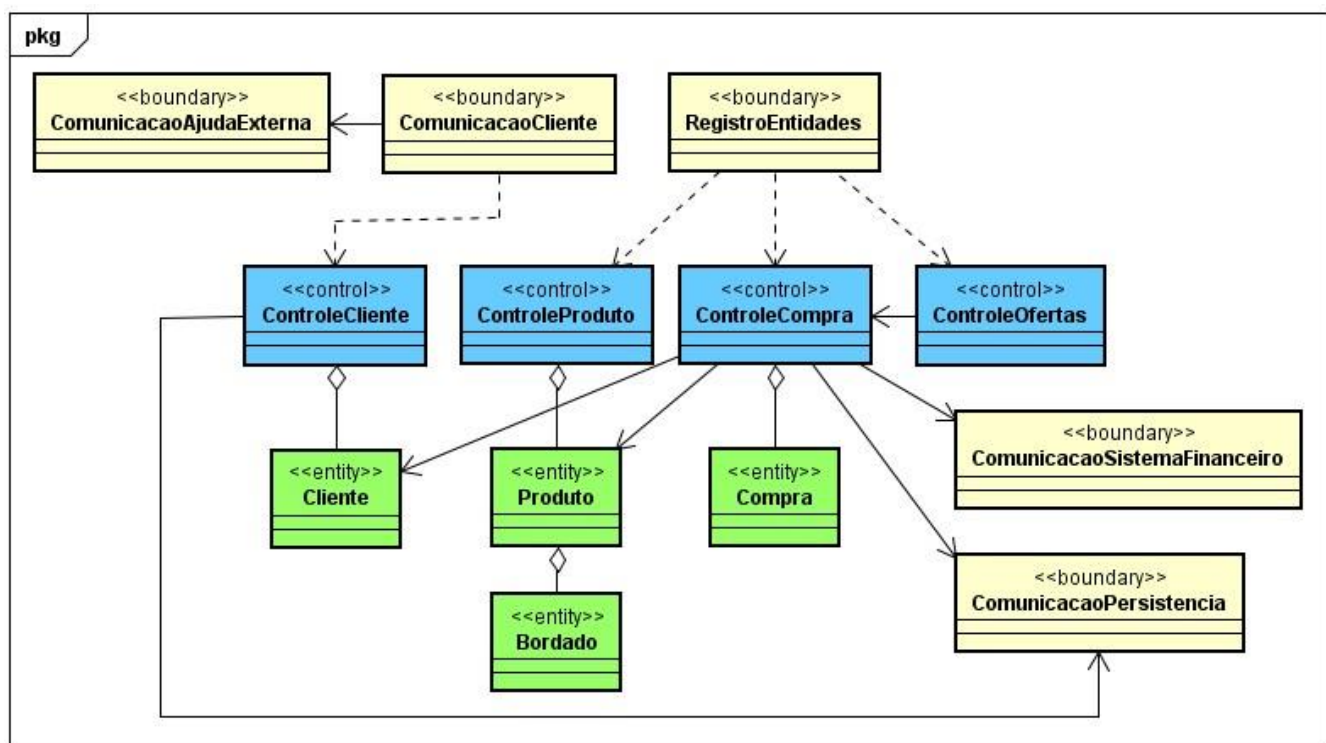 pkg
<<boundary>>
ComunicacaoAjudaExterna
<<boundary>>
ComunicacaoCliente
<<boundary>>
RegistroEntidades
<<control>>
ControleCliente
<<control>>
ControleProduto
<<control>>
ControleCompra
<<control>>
ControleOfertas
<<boundary>>
ComunicacaoSistemaFinanceiro
<<entity>>
Cliente
<<entity>>
Produto
<<entity>>
Compra
<<boundary>>
ComunicacaoPersistencia
<<entity>>
Bordado